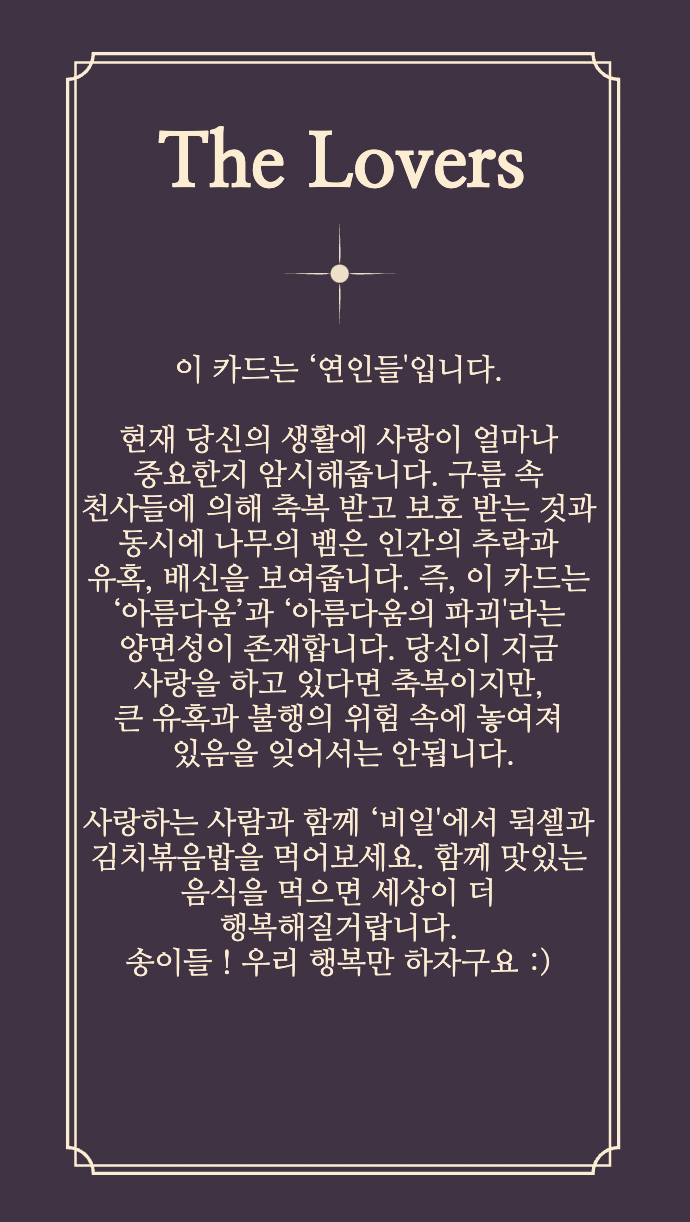 The Lovers
이 카드는 ‘연인들'입니다.
현재 당신의 생활에 사랑이 얼마나
중요한지 암시해줍니다. 구름 속
천사들에 의해 축복 받고 보호 받는 것과
동시에 나무의 뱀은 인간의 추락과
유혹, 배신을 보여줍니다. 즉, 이 카드는
‘아름다움’과 ‘아름다움의 파괴'라는
양면성이 존재합니다. 당신이 지금
사랑을 하고 있다면 축복이지만,
큰 유혹과 불행의 위험 속에 놓여져
있음을 잊어서는 안됩니다.
사랑하는 사람과 함께 ‘비일'에서 뒥셀과
김치볶음밥을 먹어보세요. 함께 맛있는
음식을 먹으면 세상이 더
행복해질거랍니다.
송이들 ! 우리 행복만 하자구요 :)